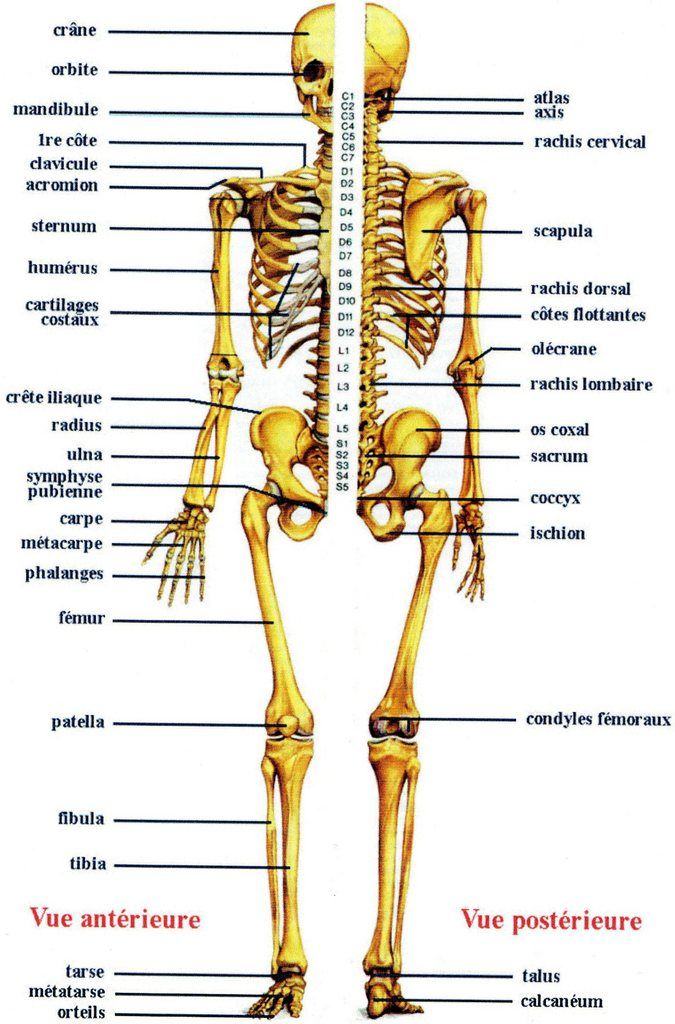 crâne
orbite
mandibule
1re côte
clavicule
acromion
sternum
humérus
cartilages
costaux
crête iliaque
radius
ulna
symphyse
pubienne
carpe
métacarpe
phalanges
fémur
patella
fibula
tibia
Vue antérieure
tarse
métatarse
orteils
C1
C2
C3
C4
C5
C6
C7
D1
D2
D3
D4
D5
D6
D7
D8
D9
D10
D11
D12
L1
L2
L3
L4
L5
S1
S2
S3
S4
S5
atlas
axis
rachis cervical
scapula
rachis dorsal
côtes flottantes
olécrane
rachis lombaire
os coxal
sacrum
coccyx
ischion
condyles fémoraux
Vue postérieure
talus
calcanéum